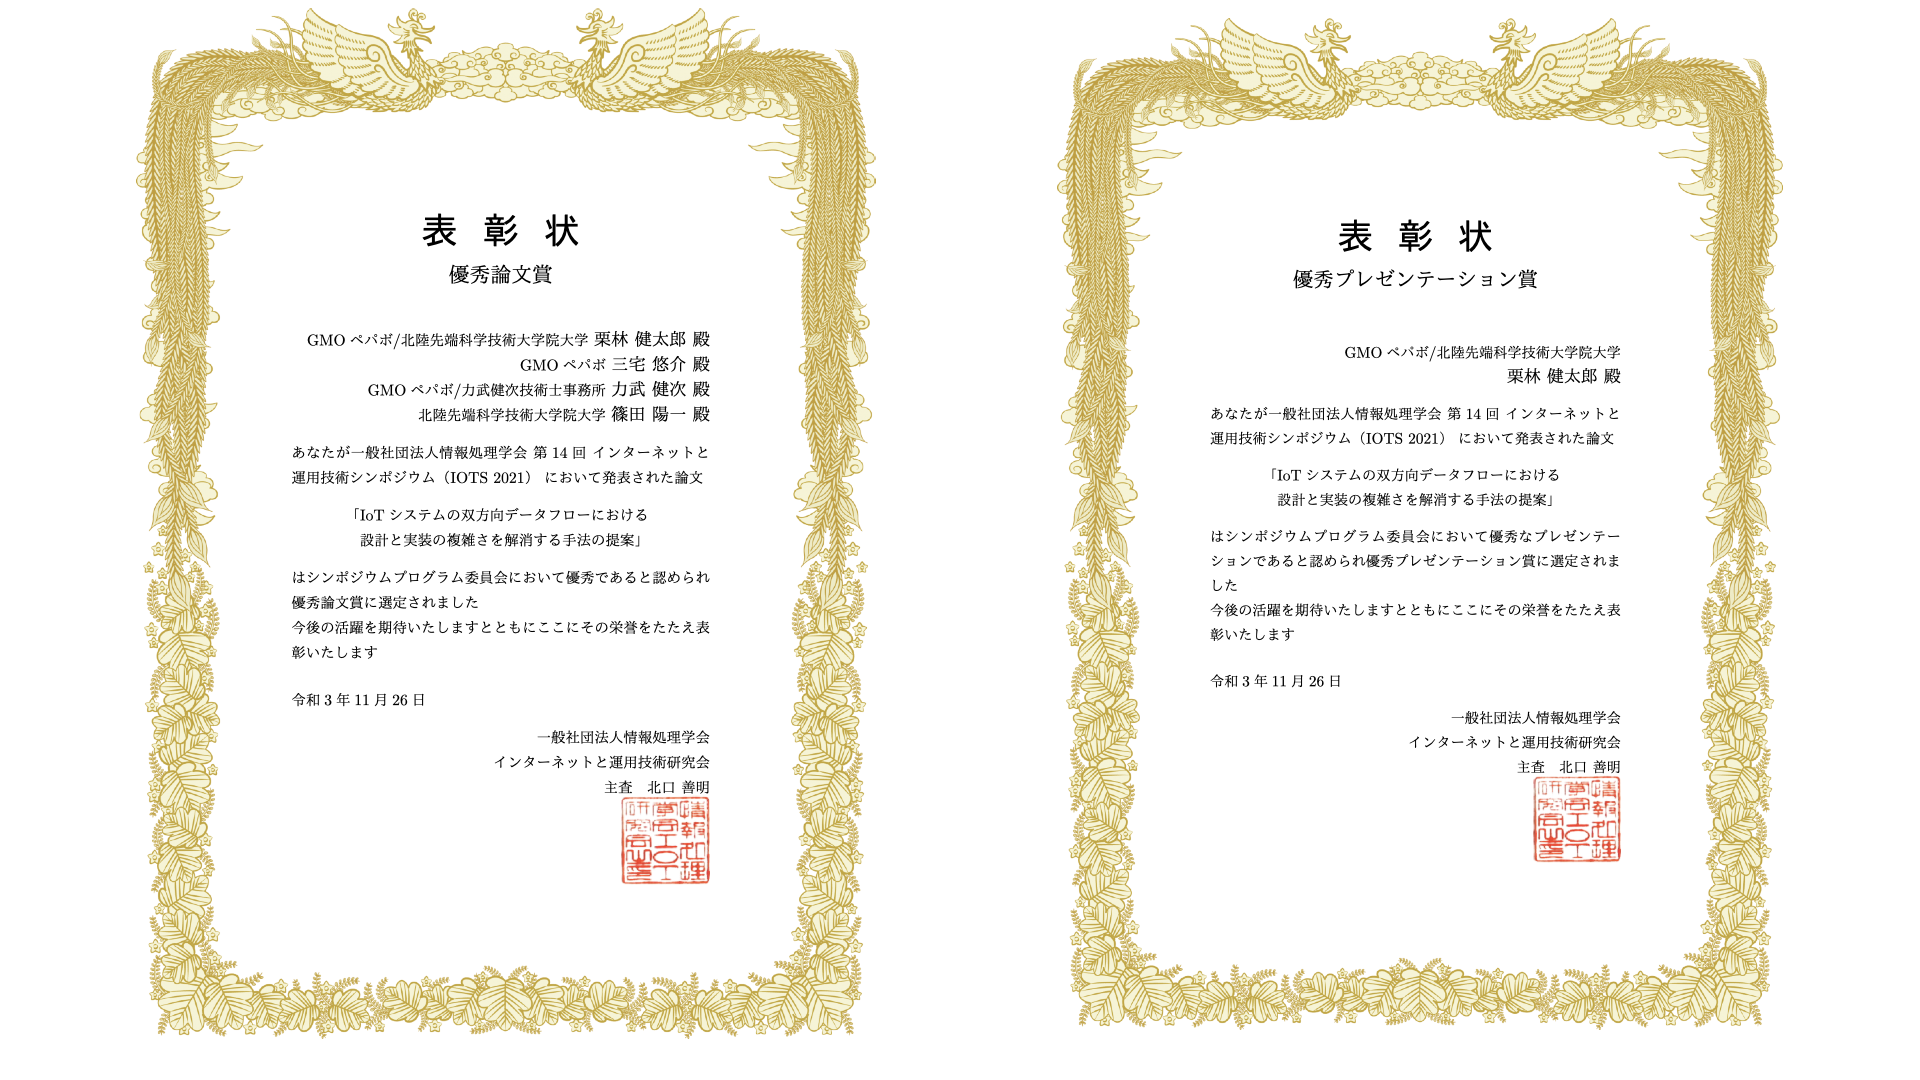 表 彰 状
優秀論文賞
GMO ペパボ/北陸先端科学技術大学院大学 栗林 健太郎 殿
GMO ペパボ 三宅 悠介 殿
GMO ペパボ/力武健次技術士事務所 力武 健次 殿
北陸先端科学技術大学院大学 篠田 陽一 殿
あなたが一般社団法人情報処理学会 第 14 回 インターネットと
運用技術シンポジウム（IOTS 2021） において発表された論文
「IoT システムの双方向データフローにおける
設計と実装の複雑さを解消する手法の提案」
はシンポジウムプログラム委員会において優秀であると認められ
優秀論文賞に選定されました
今後の活躍を期待いたしますとともにここにその栄誉をたたえ表
彰いたします
令和 3 年 11 月 26 日
一般社団法人情報処理学会
インターネットと運用技術研究会
主査　北口 善明
表 彰 状
優秀プレゼンテーション賞
GMO ペパボ/北陸先端科学技術大学院大学
栗林 健太郎 殿
あなたが一般社団法人情報処理学会 第 14 回 インターネットと
運用技術シンポジウム（IOTS 2021） において発表された論文
「IoT システムの双方向データフローにおける
設計と実装の複雑さを解消する手法の提案」
はシンポジウムプログラム委員会において優秀なプレゼンテー
ションであると認められ優秀プレゼンテーション賞に選定されま
した
今後の活躍を期待いたしますとともにここにその栄誉をたたえ表
彰いたします
令和 3 年 11 月 26 日
一般社団法人情報処理学会
インターネットと運用技術研究会
主査　北口 善明